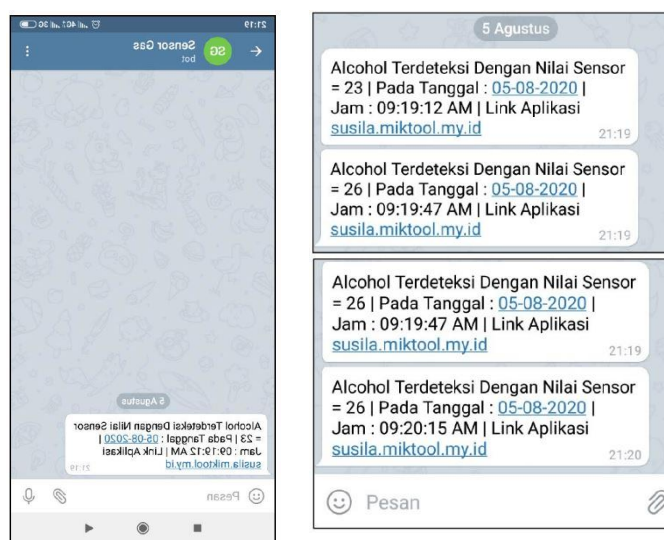 21:19
4G
3G
Sensor Gas
SG
bot
5 Agustus
Alcohol Terdeteksi Dengan Nilai Sensor
= 23 | Pada Tanggal : 05-08-2020 |
Jam : 09:19:12 AM | Link Aplikasi
susila.miktool.my.id
21:19
Pesan
5 Agustus
Alcohol Terdeteksi Dengan Nilai Sensor
= 23 | Pada Tanggal : 05-08-2020 |
Jam : 09:19:12 AM | Link Aplikasi
susila.miktool.my.id
21:19
Alcohol Terdeteksi Dengan Nilai Sensor
= 26 | Pada Tanggal : 05-08-2020 |
Jam : 09:19:47 AM | Link Aplikasi
susila.miktool.my.id
21:19
Alcohol Terdeteksi Dengan Nilai Sensor
= 26 | Pada Tanggal : 05-08-2020 |
Jam : 09:19:47 AM | Link Aplikasi
susila.miktool.my.id
21:19
Alcohol Terdeteksi Dengan Nilai Sensor
= 26 | Pada Tanggal : 05-08-2020 |
Jam : 09:20:15 AM | Link Aplikasi
susila.miktool.my.id
21:20
Pesan